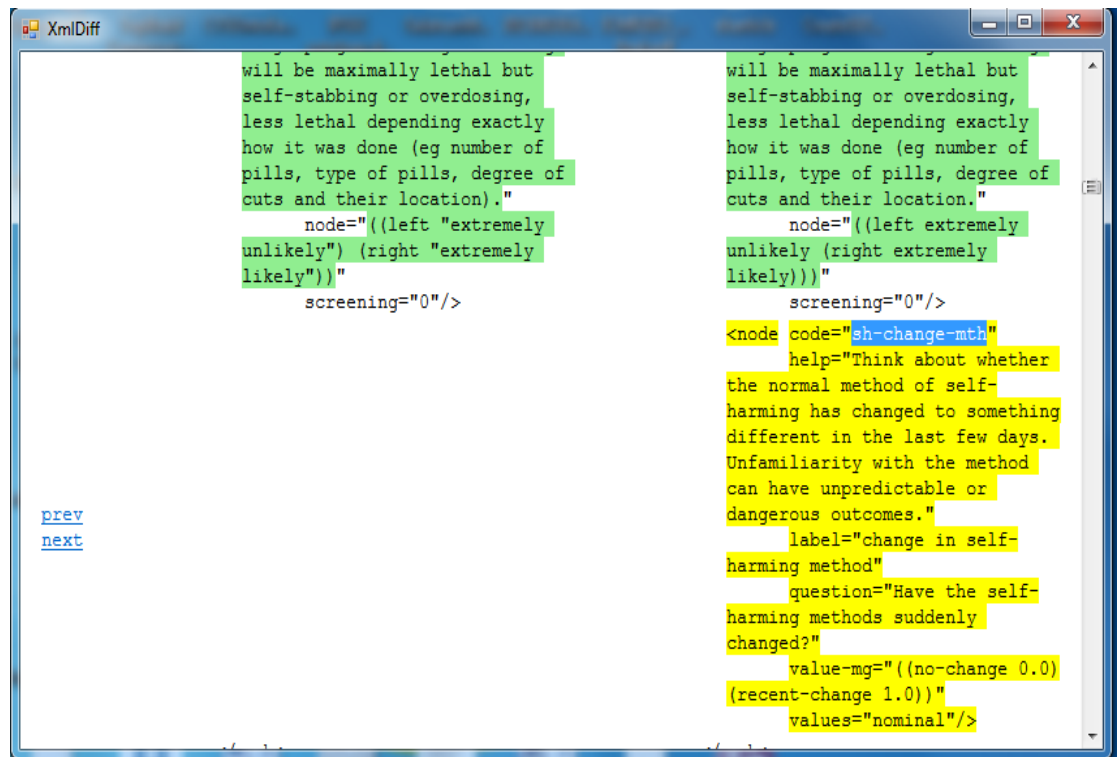 XmlDiff
will be maximally lethal but
self-stabbing or overdosing,
less lethal depending exactly
how it was done (eg number of
pills, type of pills, degree of
cuts and their location)."
node="((left "extremely
unlikely") (right "extremely
likely"))"
screening="0"/>
prev
next
will be maximally lethal but
self-stabbing or overdosing,
less lethal depending exactly
how it was done (eg number of
pills, type of pills, degree of
cuts and their location."
node="((left extremely
unlikely (right extremely
likely)))"
screening="0"/>
<node code="sh-change-mth"
help="Think about whether
the normal method of self-
harming has changed to something
different in the last few days.
Unfamiliarity with the method
can have unpredictable or
dangerous outcomes."
label="change in self-
harming method"
question="Have the self-
harming methods suddenly
changed?"
value-mg="((no-change 0.0)
(recent-change 1.0))"
values="nominal"/>